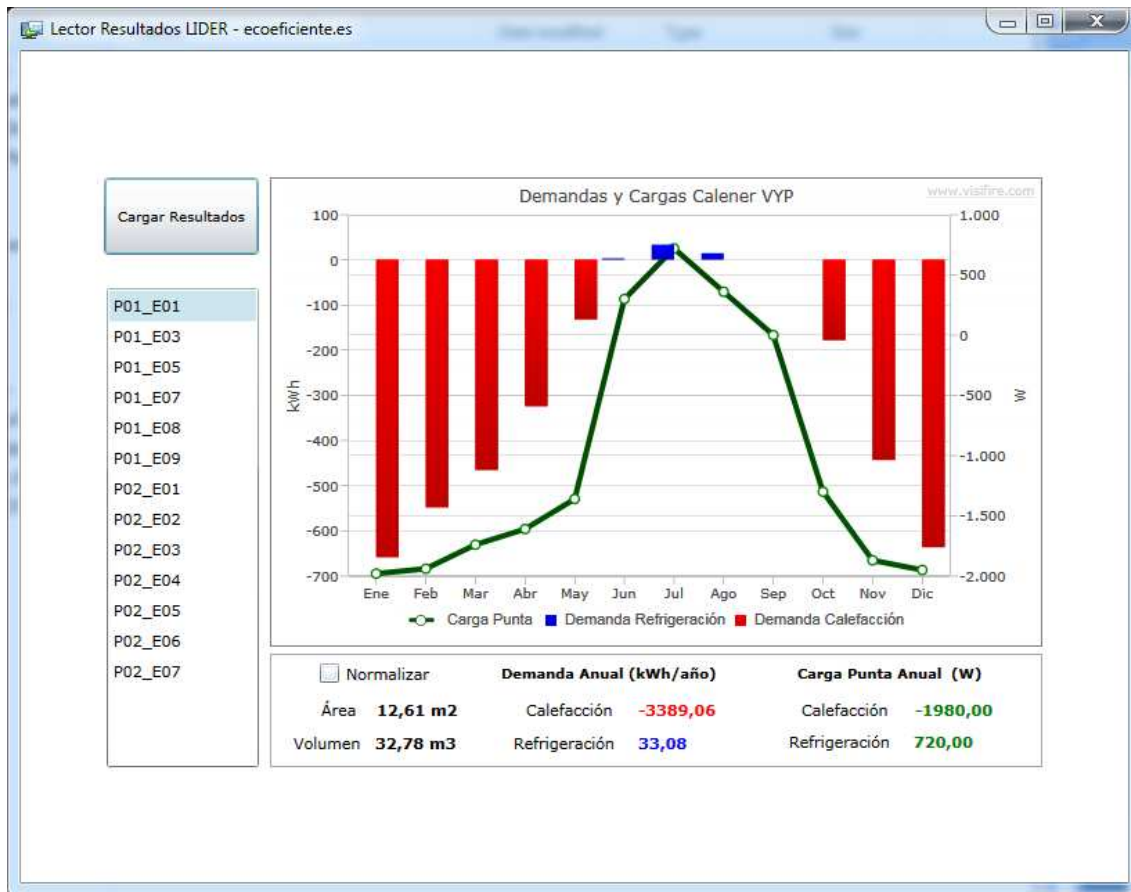 Lector Resultados LIDER - ecoeficiente.es
Cargar Resultados
P01_E01
P01_E03
P01_E05
P01_E07
P01_E08
P01_E09
P02_E01
P02_E02
P02_E03
P02_E04
P02_E05
P02_E06
P02_E07
Demandas y Cargas Calener VYP
www.visifire.com
100
0
-100
-200
-300
-400
-500
-600
-700
kWh
1.000
500
0
-500
-1.000
-1.500
-2.000
W
Ene Feb Mar Abr May Jun Jul Ago Sep Oct Nov Dic
Carga Punta Demanda Refrigeración Demanda Calefacción
Normalizar Demanda Anual (kWh/año) Carga Punta Anual (W)
Área 12,61 m2 Calefacción -3389,06 Calefacción -1980,00
Volumen 32,78 m3 Refrigeración 33,08 Refrigeración 720,00